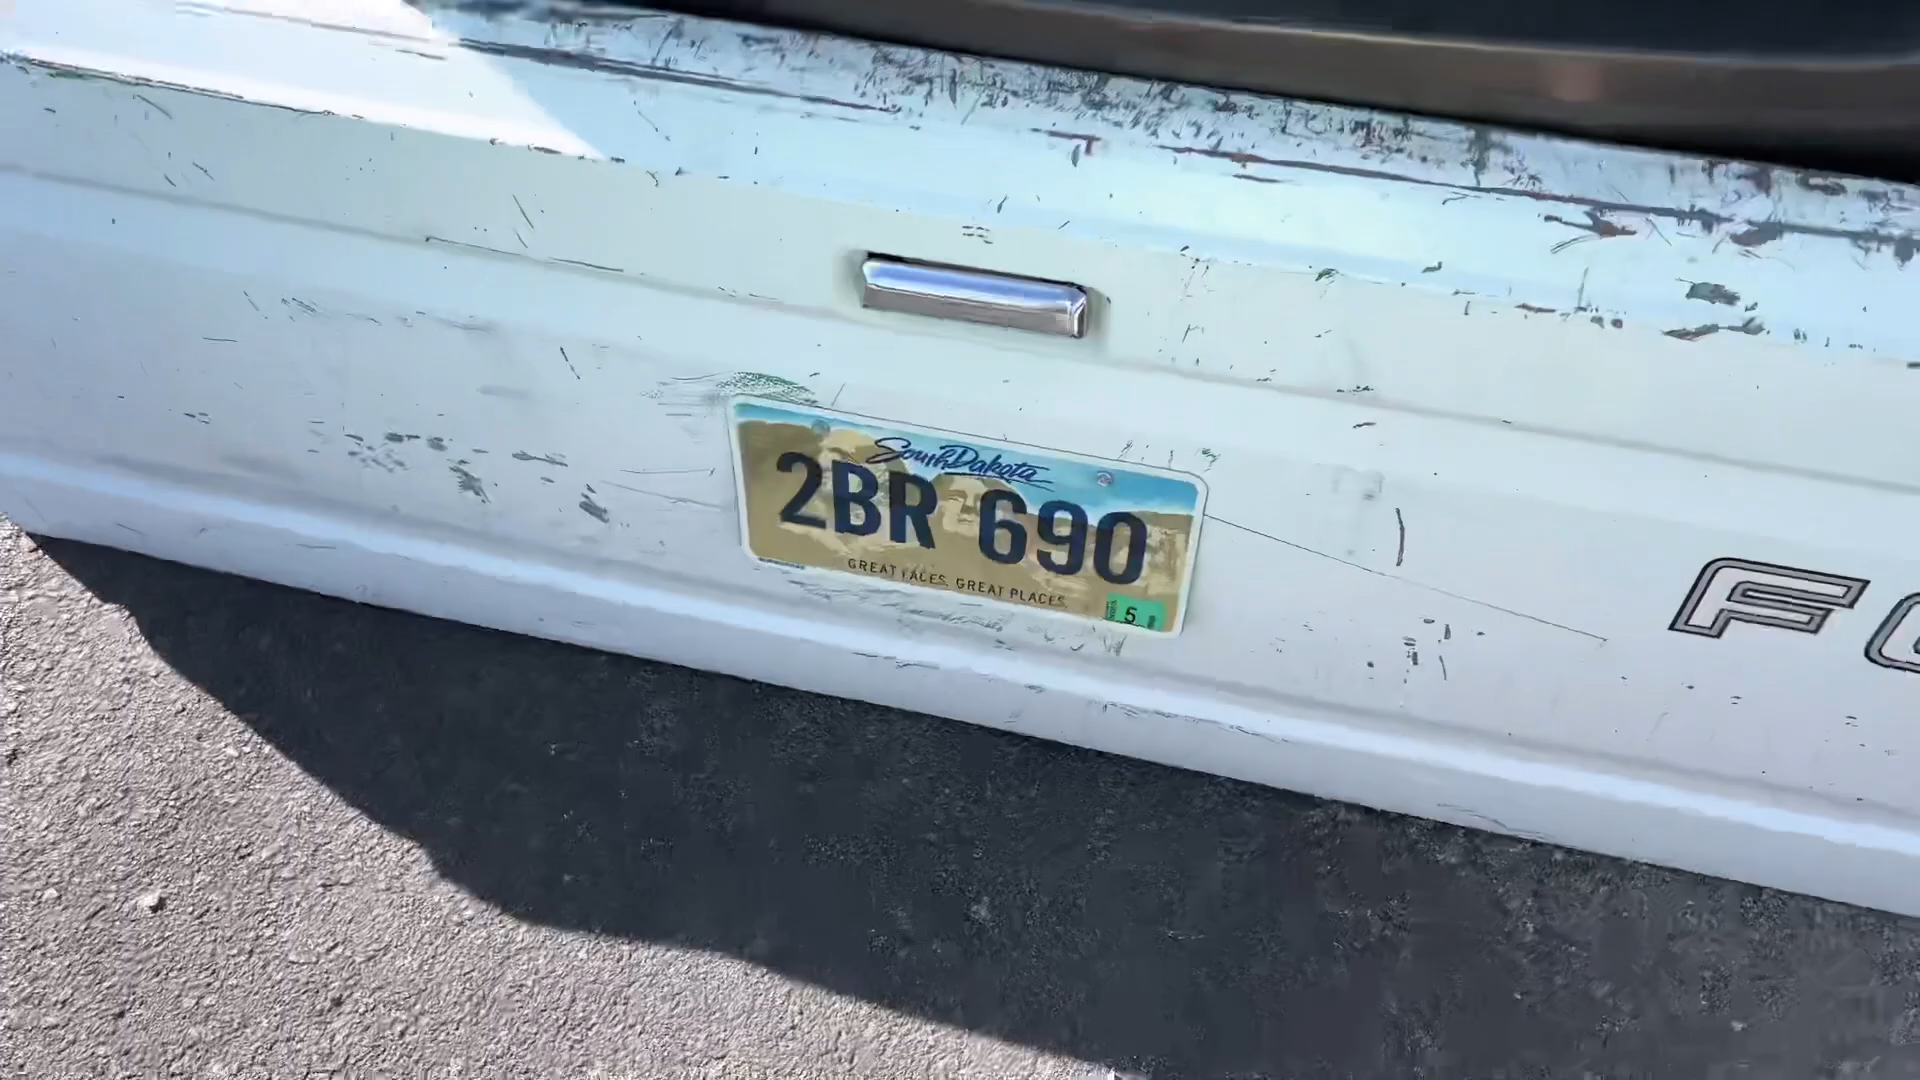 South Dakota
2BR 690
GREAT FACES. GREAT PLACES.
5
FO